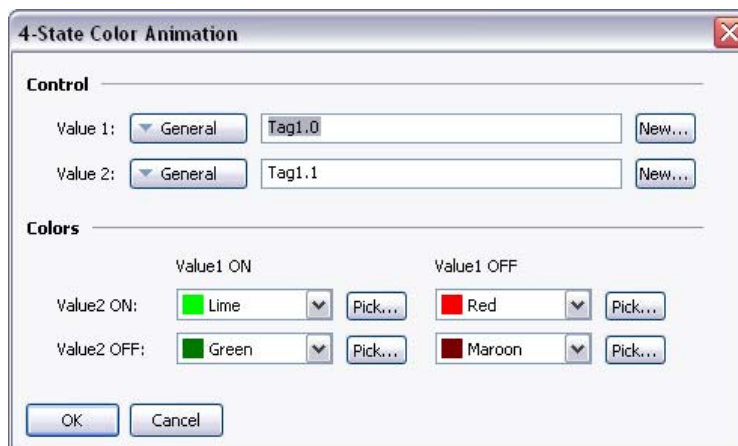 4-State Color Animation
Control
Value 1: General Tag1.0 New...
Value 2: General Tag1.1 New...
Colors
Value1 ON Value1 OFF
Value2 ON: Lime Pick... Red Pick...
Value2 OFF: Green Pick... Maroon Pick...
OK Cancel